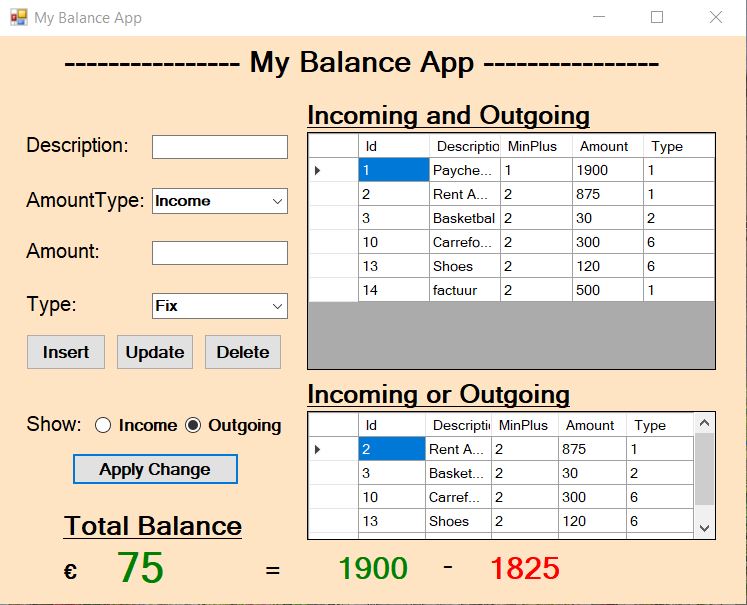 My Balance App
---------------- My Balance App ----------------
Incoming and Outgoing
Description:
AmountType: Income
Amount:
Type: Fix
Insert Update Delete
Id Descriptio MinPlus Amount Type
1 Payche... 1 1900 1
2 Rent A... 2 875 1
3 Basketbal 2 30 2
10 Carrefo... 2 300 6
13 Shoes 2 120 6
14 factuur 2 500 1
Show: Income Outgoing
Apply Change
Incoming or Outgoing
Id Descriptio MinPlus Amount Type
2 Rent A... 2 875 1
3 Basket... 2 30 2
10 Carref... 2 300 6
13 Shoes 2 120 6
Total Balance
€ 75 = 1900 - 1825